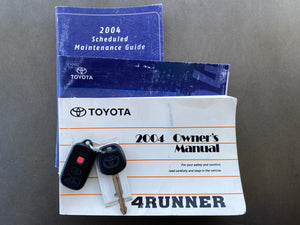 2004
Scheduled
Maintenance Guide
TOYOTA
TOYOTA
2004 Owner's
Manual
For your safety and comfort,
read carefully and keep in the vehicle.
4RUNNER